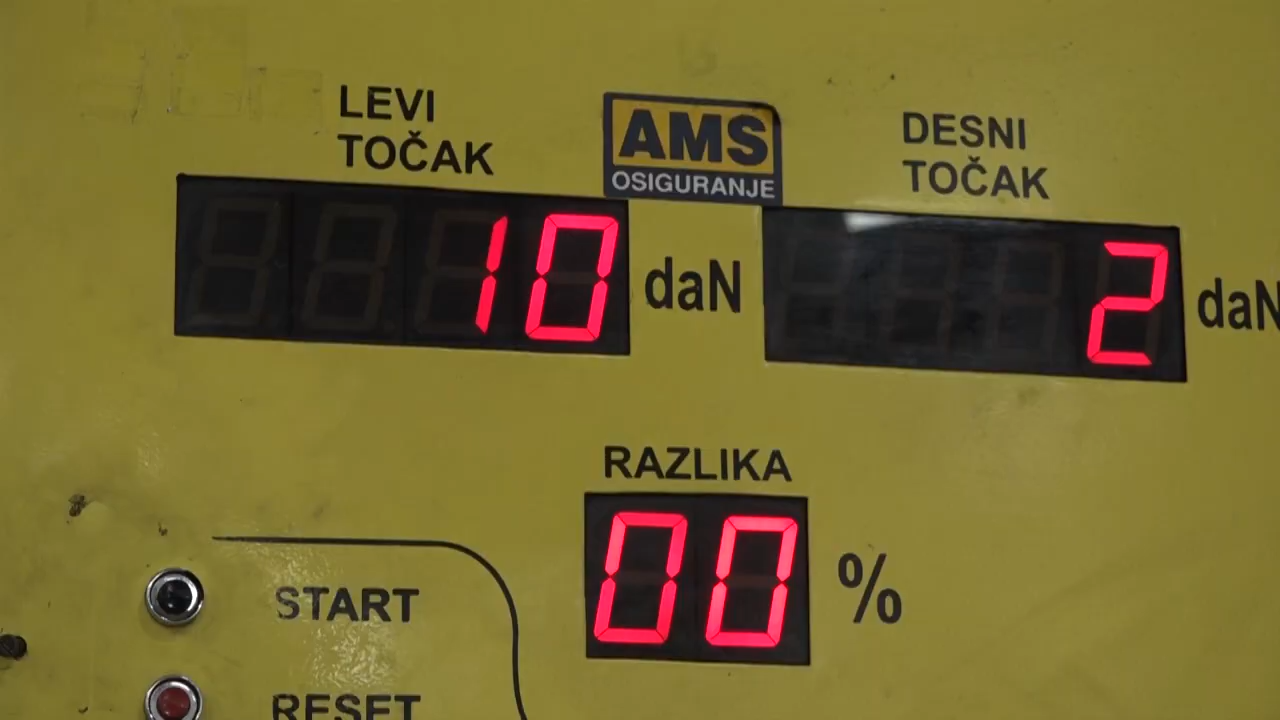 LEVI
TOČAK
AMS
OSIGURANJE
DESNI
TOČAK
10 daN
2 daN
RAZLIKA
00 %
START
RESET